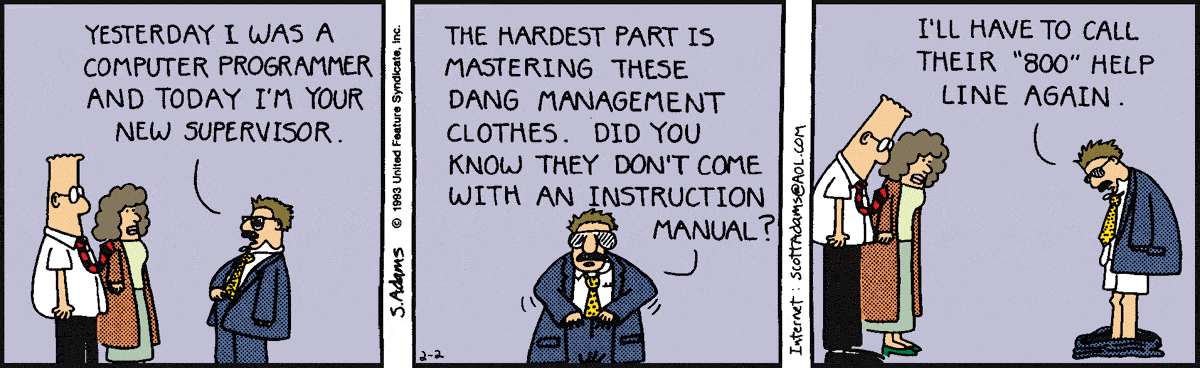 YESTERDAY I WAS A
COMPUTER PROGRAMMER
AND TODAY I'M YOUR
NEW SUPERVISOR.
© 1993 United Feature Syndicate, Inc.
S. Adams
THE HARDEST PART IS
MASTERING THESE
DANG MANAGEMENT
CLOTHES. DID YOU
KNOW THEY DON'T COME
WITH AN INSTRUCTION
MANUAL?
2-2
Internet: ScottAdams@AOL.COM
I'LL HAVE TO CALL
THEIR "800" HELP
LINE AGAIN.